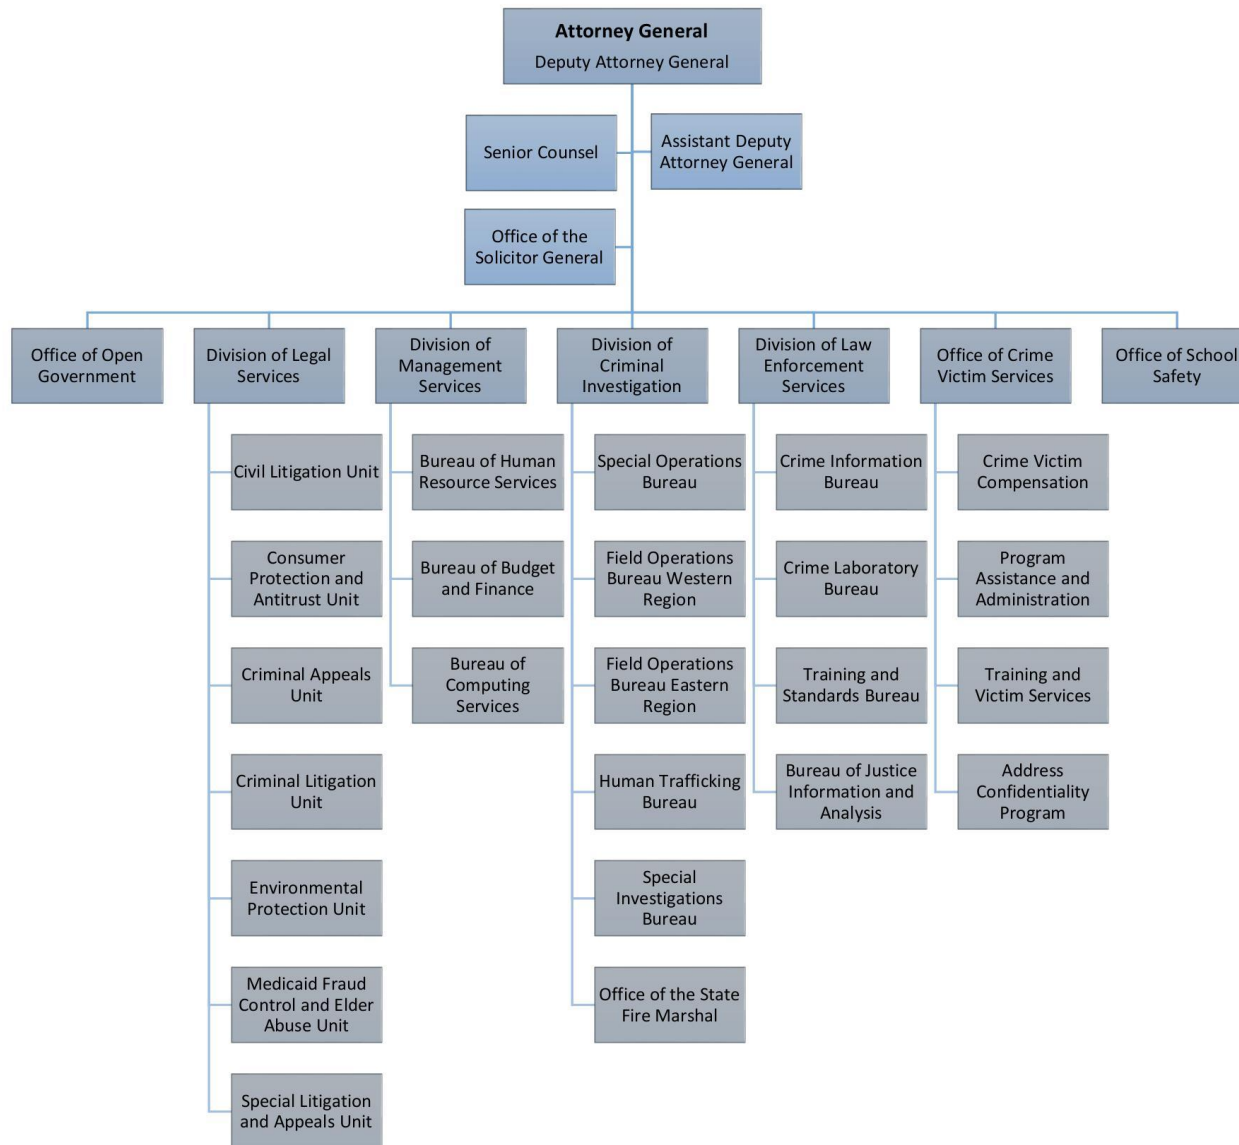 Attorney General
Deputy Attorney General
Senior Counsel
Assistant Deputy
Attorney General
Office of the
Solicitor General
Office of Open
Government
Division of Legal
Services
Division of
Management
Services
Division of
Criminal
Investigation
Division of Law
Enforcement
Services
Office of Crime
Victim Services
Office of School
Safety
Civil Litigation Unit
Consumer
Protection and
Antitrust Unit
Criminal Appeals
Unit
Criminal Litigation
Unit
Environmental
Protection Unit
Medicaid Fraud
Control and Elder
Abuse Unit
Special Litigation
and Appeals Unit
Bureau of Human
Resource Services
Bureau of Budget
and Finance
Bureau of
Computing
Services
Special Operations
Bureau
Field Operations
Bureau Western
Region
Field Operations
Bureau Eastern
Region
Human Trafficking
Bureau
Special
Investigations
Bureau
Office of the State
Fire Marshal
Crime Information
Bureau
Crime Laboratory
Bureau
Training and
Standards Bureau
Bureau of Justice
Information and
Analysis
Crime Victim
Compensation
Program
Assistance and
Administration
Training and
Victim Services
Address
Confidentiality
Program